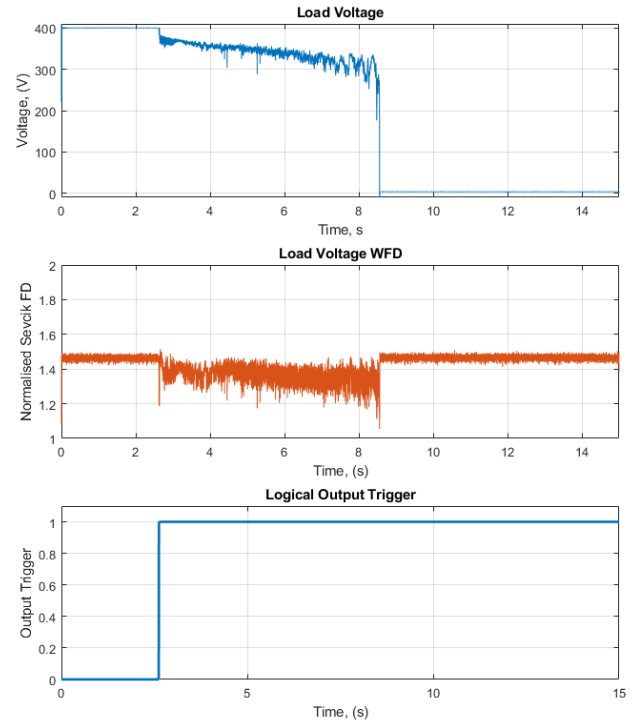 Load Voltage
Voltage, (V)
400
300
200
100
0
0 2 4 6 8 10 12 14
Time, s
Load Voltage WFD
Normalised Sevcik FD
2
1.8
1.6
1.4
1.2
1
0 2 4 6 8 10 12 14
Time, (s)
Logical Output Trigger
Output Trigger
1
0.8
0.6
0.4
0.2
0
0 5 10 15
Time, (s)